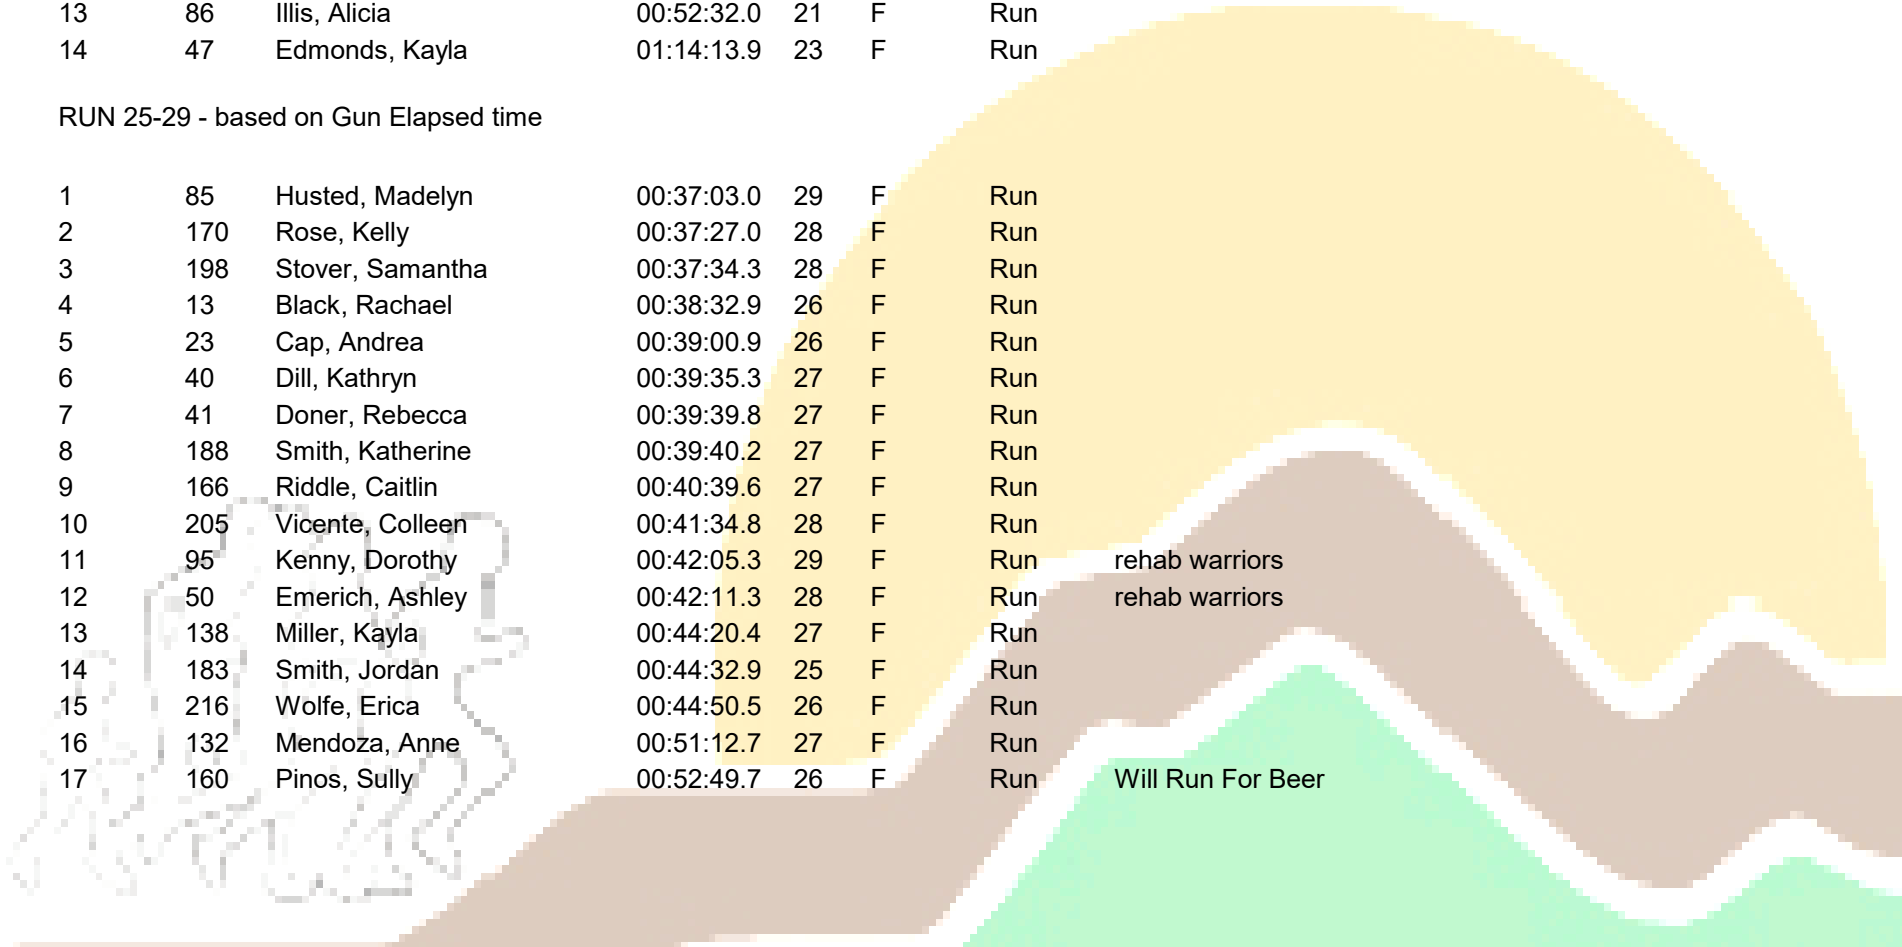 13 86 Illis, Alicia 00:52:32.0 21 F Run
14 47 Edmonds, Kayla 01:14:13.9 23 F Run
RUN 25-29 - based on Gun Elapsed time
1 85 Husted, Madelyn 00:37:03.0 29 F Run
2 170 Rose, Kelly 00:37:27.0 28 F Run
3 198 Stover, Samantha 00:37:34.3 28 F Run
4 13 Black, Rachael 00:38:32.9 26 F Run
5 23 Cap, Andrea 00:39:00.9 26 F Run
6 40 Dill, Kathryn 00:39:35.3 27 F Run
7 41 Doner, Rebecca 00:39:39.8 27 F Run
8 188 Smith, Katherine 00:39:40.2 27 F Run
9 166 Riddle, Caitlin 00:40:39.6 27 F Run
10 205 Vicente, Colleen 00:41:34.8 28 F Run
11 95 Kenny, Dorothy 00:42:05.3 29 F Run rehab warriors
12 50 Emerich, Ashley 00:42:11.3 28 F Run rehab warriors
13 138 Miller, Kayla 00:44:20.4 27 F Run
14 183 Smith, Jordan 00:44:32.9 25 F Run
15 216 Wolfe, Erica 00:44:50.5 26 F Run
16 132 Mendoza, Anne 00:51:12.7 27 F Run
17 160 Pinos, Sully 00:52:49.7 26 F Run Will Run For Beer